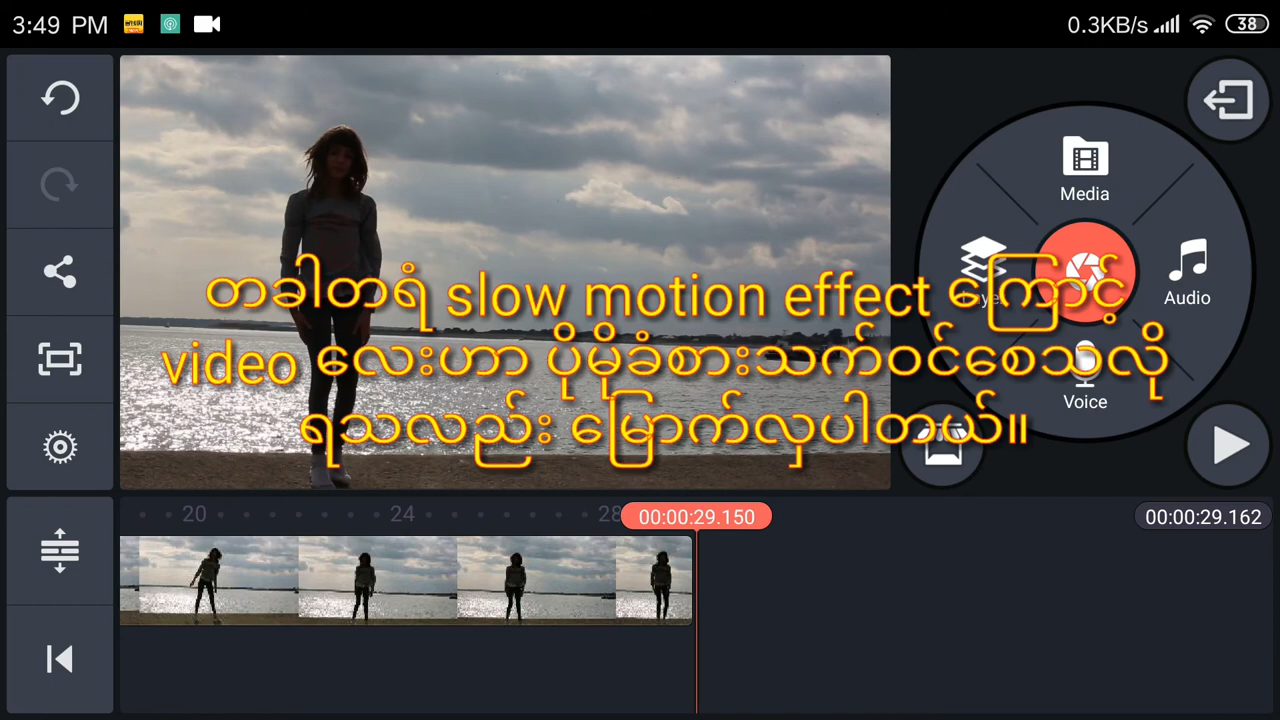 3:49 PM
0.3KB/s
38
Media
Audio
Voice
တခါတရံ slow motion effect ကြောင့်
video လေးဟာ ပိုမိုခံစားသက်ဝင်စေသလို
ရသလည်း မြောက်လှပါတယ်။
20
24
28
00:00:29.150
00:00:29.162